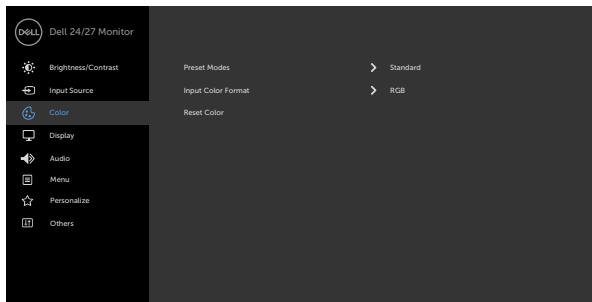 DELL Dell 24/27 Monitor
Brightness/Contrast
Preset Modes Standard
Input Source
Input Color Format RGB
Color
Reset Color
Display
Audio
Menu
Personalize
Others